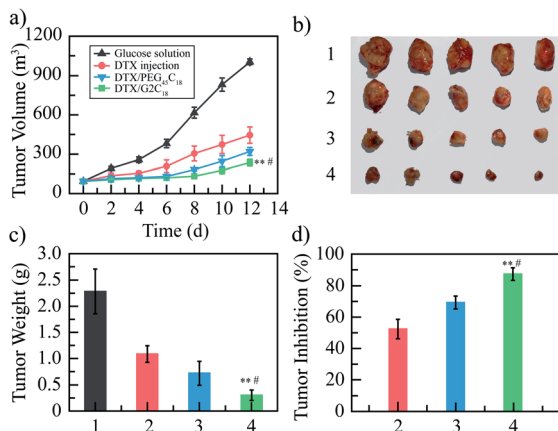 a)
Tumor Volume (m³)
1200
900
600
300
0
0 2 4 6 8 10 12 14
Time (d)
Glucose solution
DTX injection
DTX/PEG₄₅C₁₈
DTX/G2C₁₈
** #
b)
1
2
3
4
c)
Tumor Weight (g)
3.0
2.5
2.0
1.5
1.0
0.5
0.0
** #
1 2 3 4
d)
Tumor Inhibition (%)
100
80
60
40
20
0
** #
2 3 4